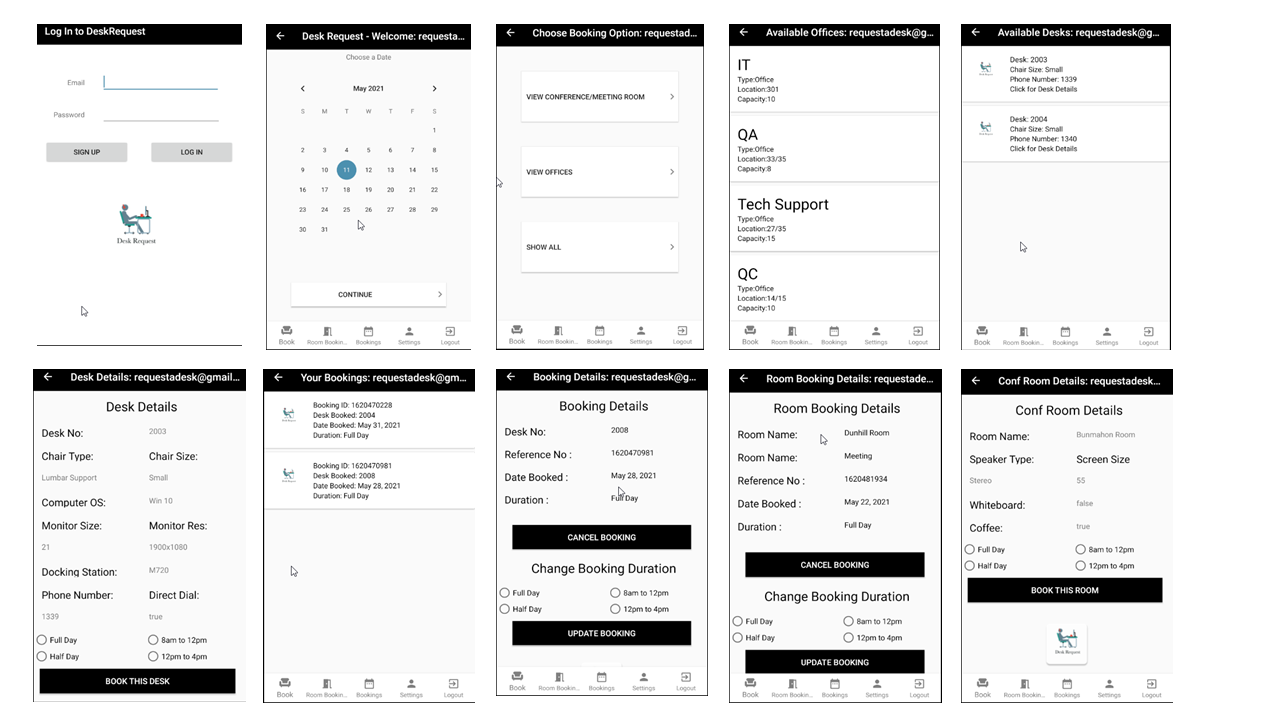 Log In to DeskRequest
Email
Password
SIGN UP LOG IN
Desk Request
Desk Request - Welcome: requesta...
Choose a Date
May 2021
S M T W T F S
1
2 3 4 5 6 7 8
9 10 11 12 13 14 15
16 17 18 19 20 21 22
23 24 25 26 27 28 29
30 31
CONTINUE
Book Room Bookin... Bookings Settings Logout
Choose Booking Option: requestad...
VIEW CONFERENCE/MEETING ROOM
VIEW OFFICES
SHOW ALL
Book Room Bookin... Bookings Settings Logout
Available Offices: requestadesk@g...
IT
Type:Office
Location:301
Capacity:10
QA
Type:Office
Location:33/35
Capacity:8
Tech Support
Type:Office
Location:27/35
Capacity:15
QC
Type:Office
Location:14/15
Capacity:10
Book Room Bookin... Bookings Settings Logout
Available Desks: requestadesk@g...
Desk: 2003
Chair Size: Small
Phone Number: 1339
Click for Desk Details
Desk: 2004
Chair Size: Small
Phone Number: 1340
Click for Desk Details
Book Room Bookin... Bookings Settings Logout
Desk Details: requestadesk@gmail...
Desk Details
Desk No: 2003
Chair Type: Chair Size:
Lumbar Support Small
Computer OS: Win 10
Monitor Size: Monitor Res:
21 1900x1080
Docking Station: M720
Phone Number: Direct Dial:
1339 true
Full Day 8am to 12pm
Half Day 12pm to 4pm
BOOK THIS DESK
Your Bookings: requestadesk@gm...
Booking ID: 1620470228
Desk Booked: 2004
Date Booked: May 31, 2021
Duration: Full Day
Booking ID: 1620470981
Desk Booked: 2008
Date Booked: May 28, 2021
Duration: Full Day
Book Room Bookin... Bookings Settings Logout
Booking Details: requestadesk@g...
Booking Details
Desk No: 2008
Reference No : 1620470981
Date Booked : May 28, 2021
Duration : Full Day
CANCEL BOOKING
Change Booking Duration
Full Day 8am to 12pm
Half Day 12pm to 4pm
UPDATE BOOKING
Book Room Bookin... Bookings Settings Logout
Room Booking Details: requestade...
Room Booking Details
Room Name: Dunhill Room
Room Name: Meeting
Reference No : 1620481934
Date Booked : May 22, 2021
Duration : Full Day
CANCEL BOOKING
Change Booking Duration
Full Day 8am to 12pm
Half Day 12pm to 4pm
UPDATE BOOKING
Book Room Bookin... Bookings Settings Logout
Conf Room Details: requestadesk...
Conf Room Details
Room Name: Bunmahon Room
Speaker Type: Screen Size
Stereo 55
Whiteboard: false
Coffee: true
Full Day 8am to 12pm
Half Day 12pm to 4pm
BOOK THIS ROOM
Desk Request
Book Room Bookin... Bookings Settings Logout